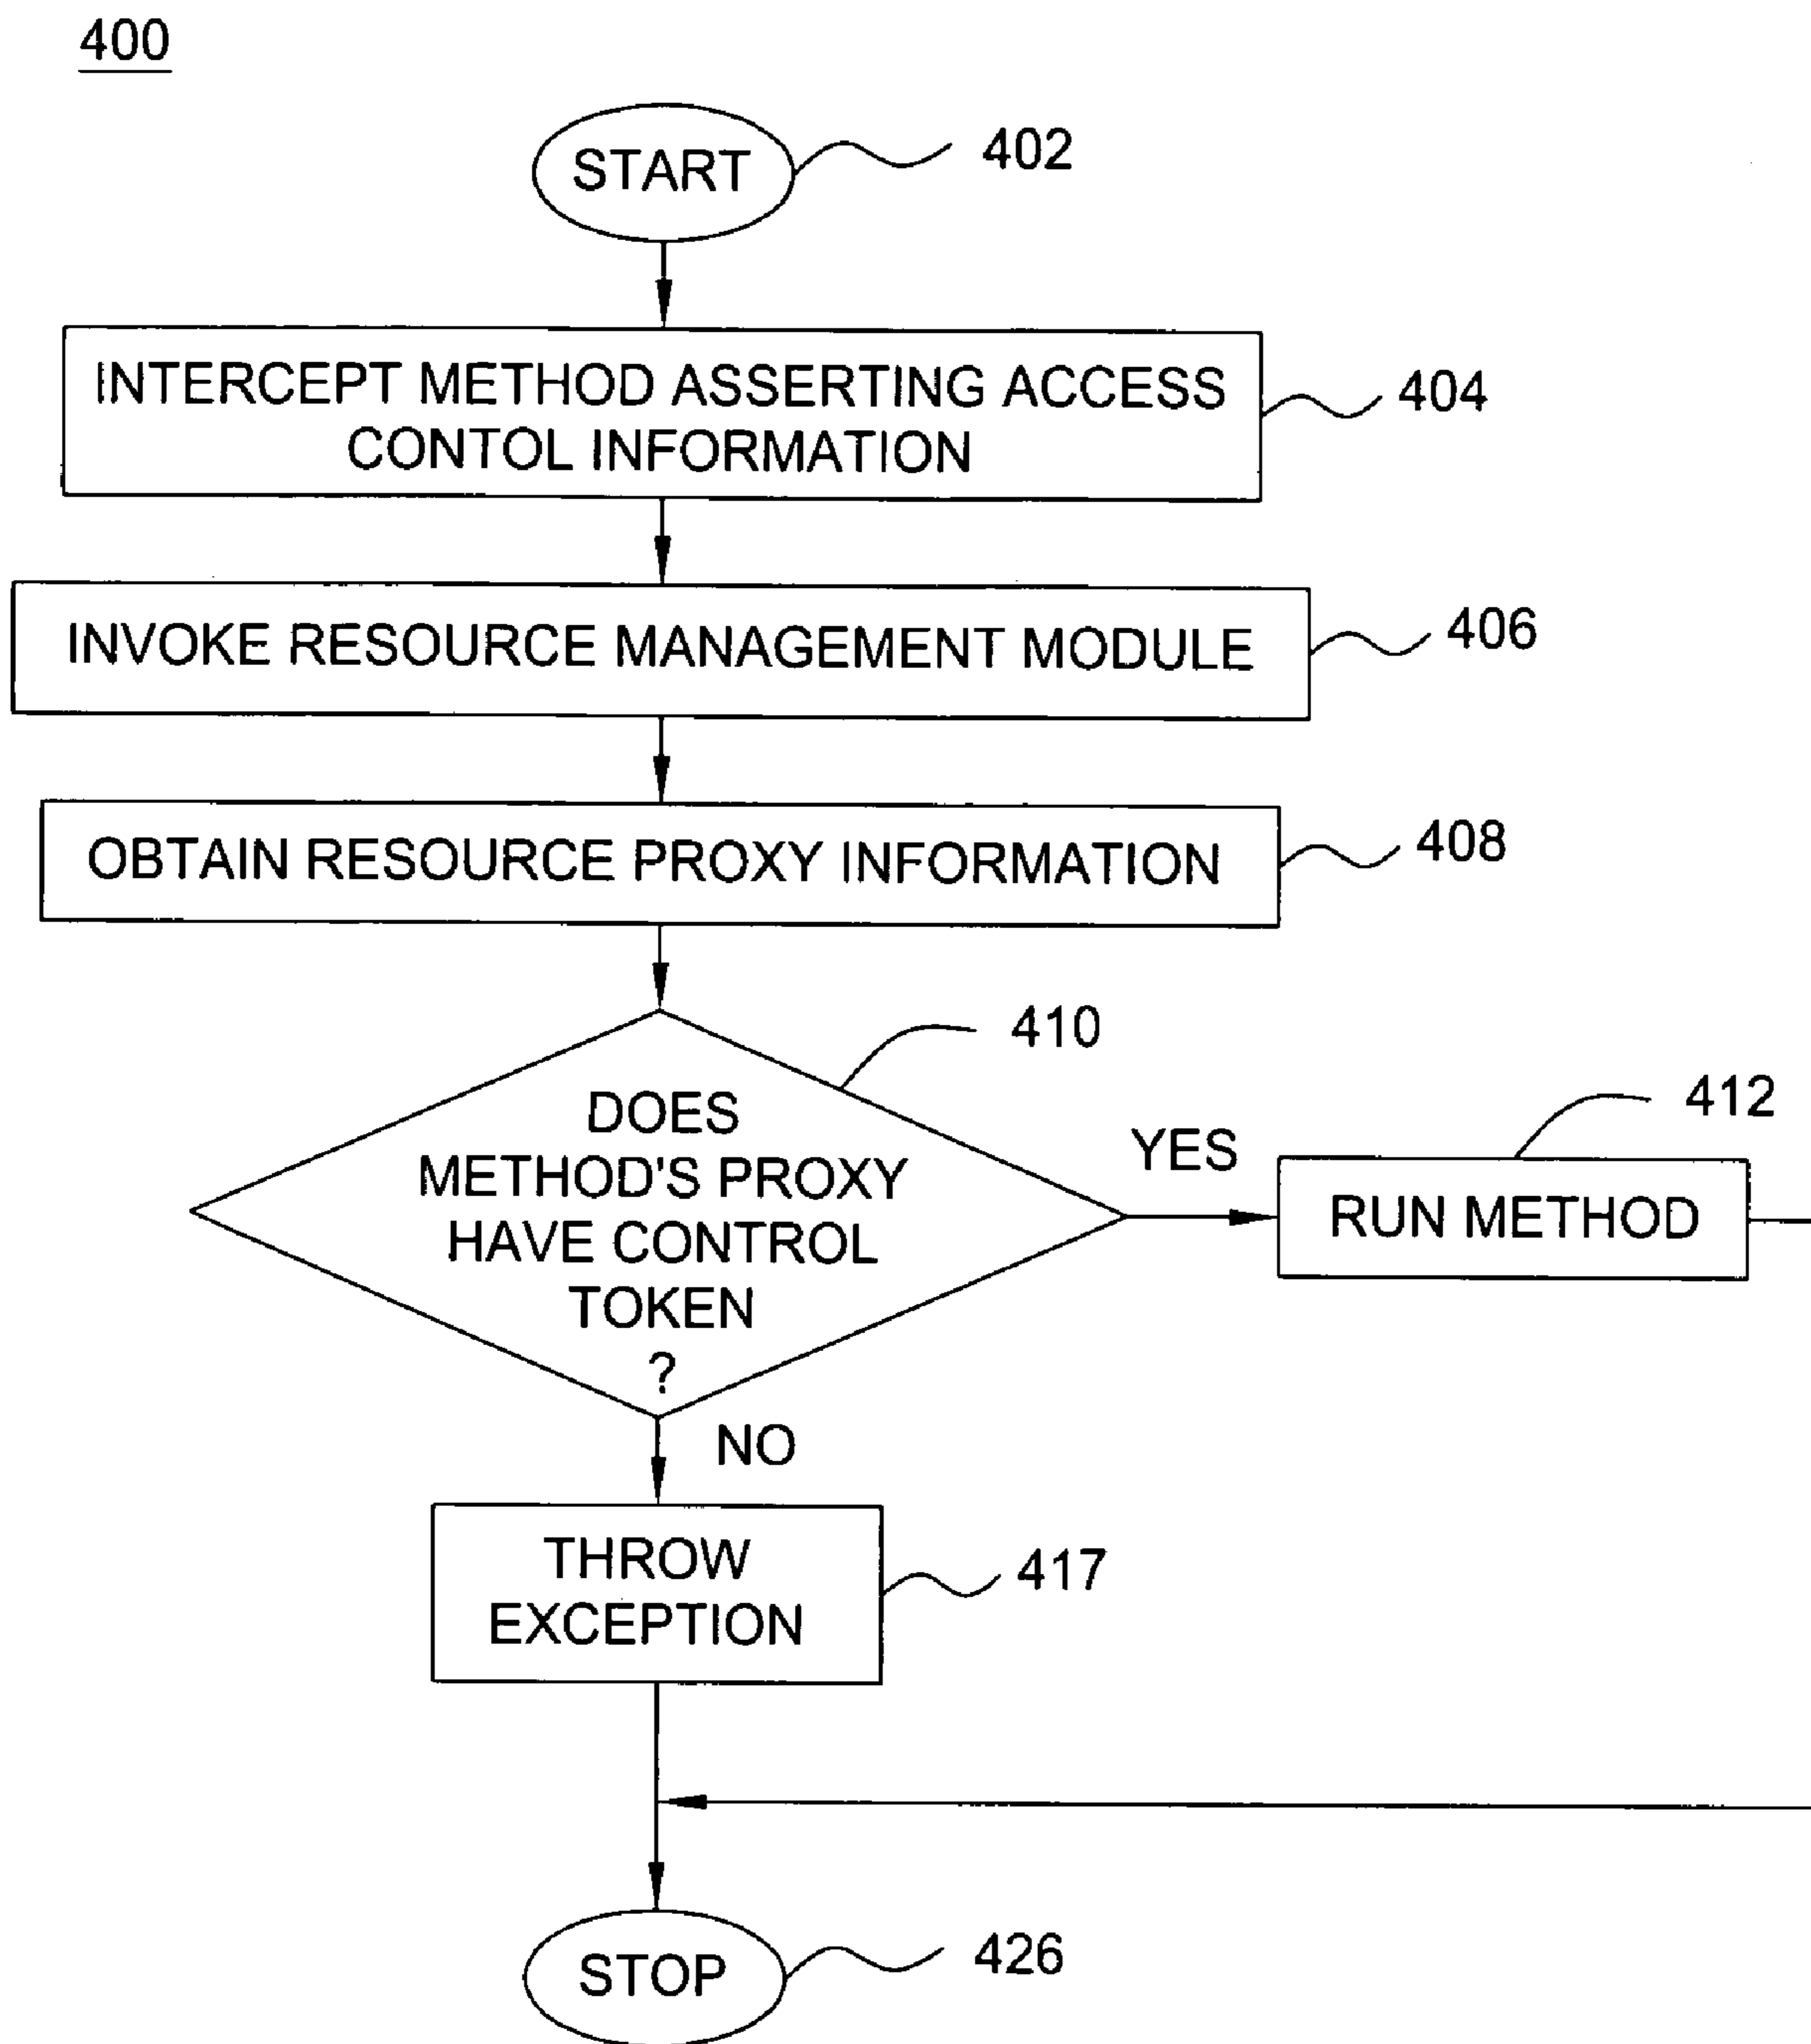 400
START
402
INTERCEPT METHOD ASSERTING ACCESS
CONTOL INFORMATION
404
INVOKE RESOURCE MANAGEMENT MODULE
406
OBTAIN RESOURCE PROXY INFORMATION
408
410
DOES
METHOD'S PROXY
HAVE CONTROL
TOKEN
?
YES
412
RUN METHOD
NO
THROW
EXCEPTION
417
STOP
426